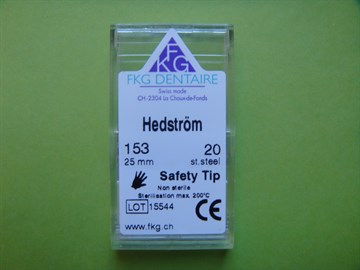 FKG
FKG DENTAIRE
Swiss made
CH-2304 La Chaux-de-Fonds
Hedström
153 20
25 mm st.steel
Safety Tip
Non sterile
Sterilisation max. 200°C
LOT 15544 CE
www.fkg.ch